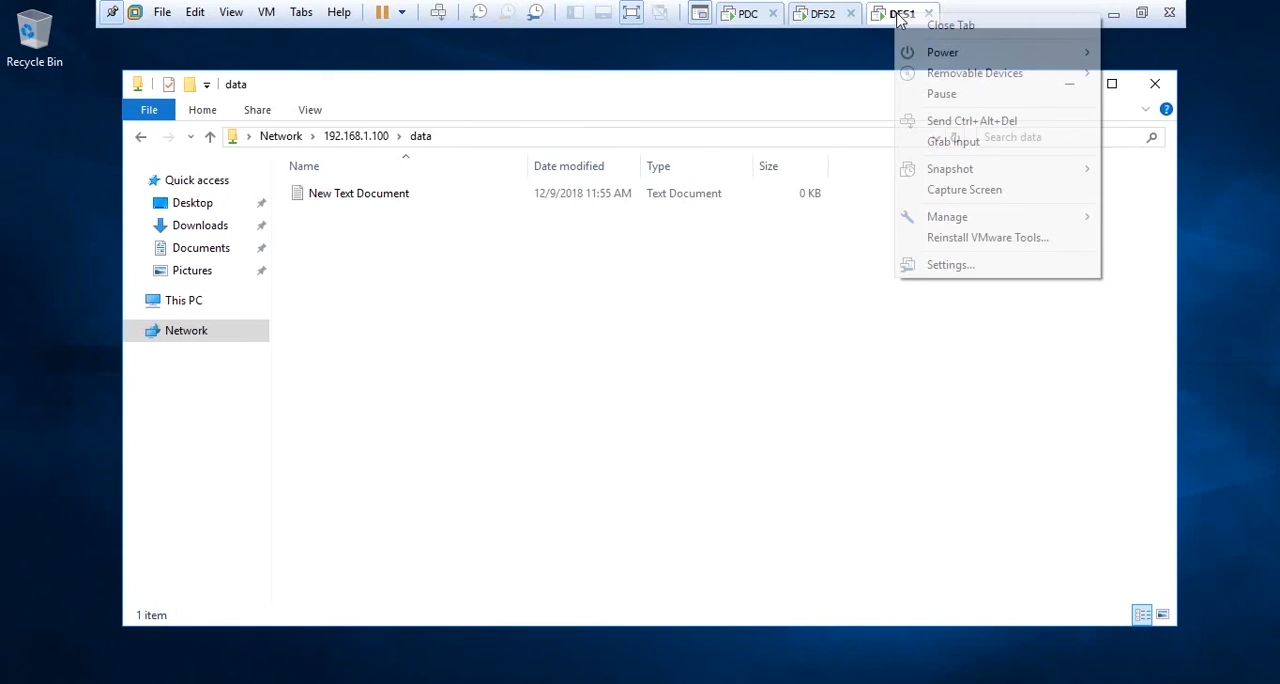 File Edit View VM Tabs Help PDC DFS2 DFS1
Recycle Bin
data
File Home Share View
Network 192.168.1.100 data Search data
Name Date modified Type Size
New Text Document 12/9/2018 11:55 AM Text Document 0 KB
Quick access
Desktop
Downloads
Documents
Pictures
This PC
Network
1 item
Close Tab
Power
Removable Devices
Pause
Send Ctrl+Alt+Del
Grab Input
Snapshot
Capture Screen
Manage
Reinstall VMware Tools...
Settings...